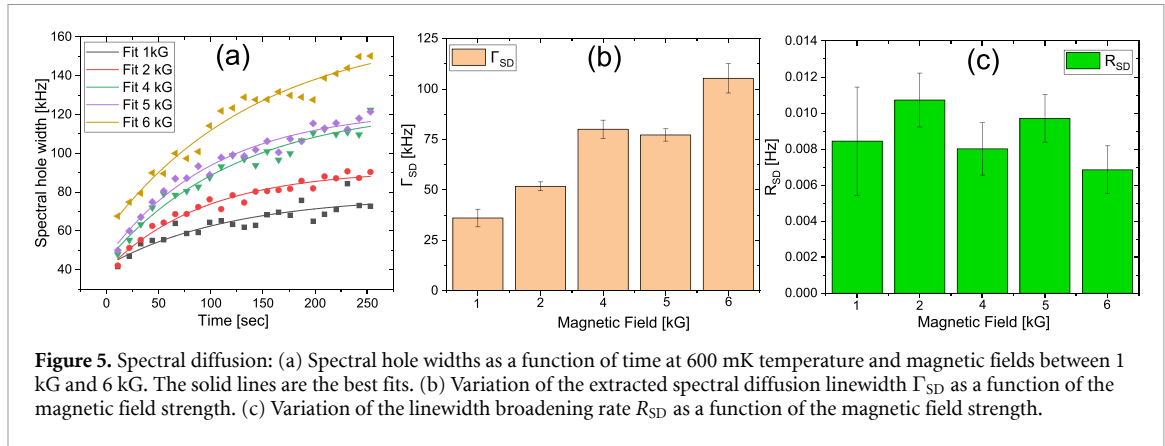 160
140
120
100
80
60
40
Spectral hole width [kHz]
Fit 1kG
Fit 2 kG
Fit 4 kG
Fit 5 kG
Fit 6 kG
(a)
0 50 100 150 200 250
Time [sec]
125
100
75
50
25
0
Γ_SD [kHz]
Γ_SD
(b)
1 2 4 5 6
Magnetic Field [kG]
0.014
0.012
0.010
0.008
0.006
0.004
0.002
0.000
R_SD [Hz]
(c)
R_SD
1 2 4 5 6
Magnetic Field [kG]
Figure 5. Spectral diffusion: (a) Spectral hole widths as a function of time at 600 mK temperature and magnetic fields between 1
kG and 6 kG. The solid lines are the best fits. (b) Variation of the extracted spectral diffusion linewidth Γ_SD as a function of the
magnetic field strength. (c) Variation of the linewidth broadening rate R_SD as a function of the magnetic field strength.